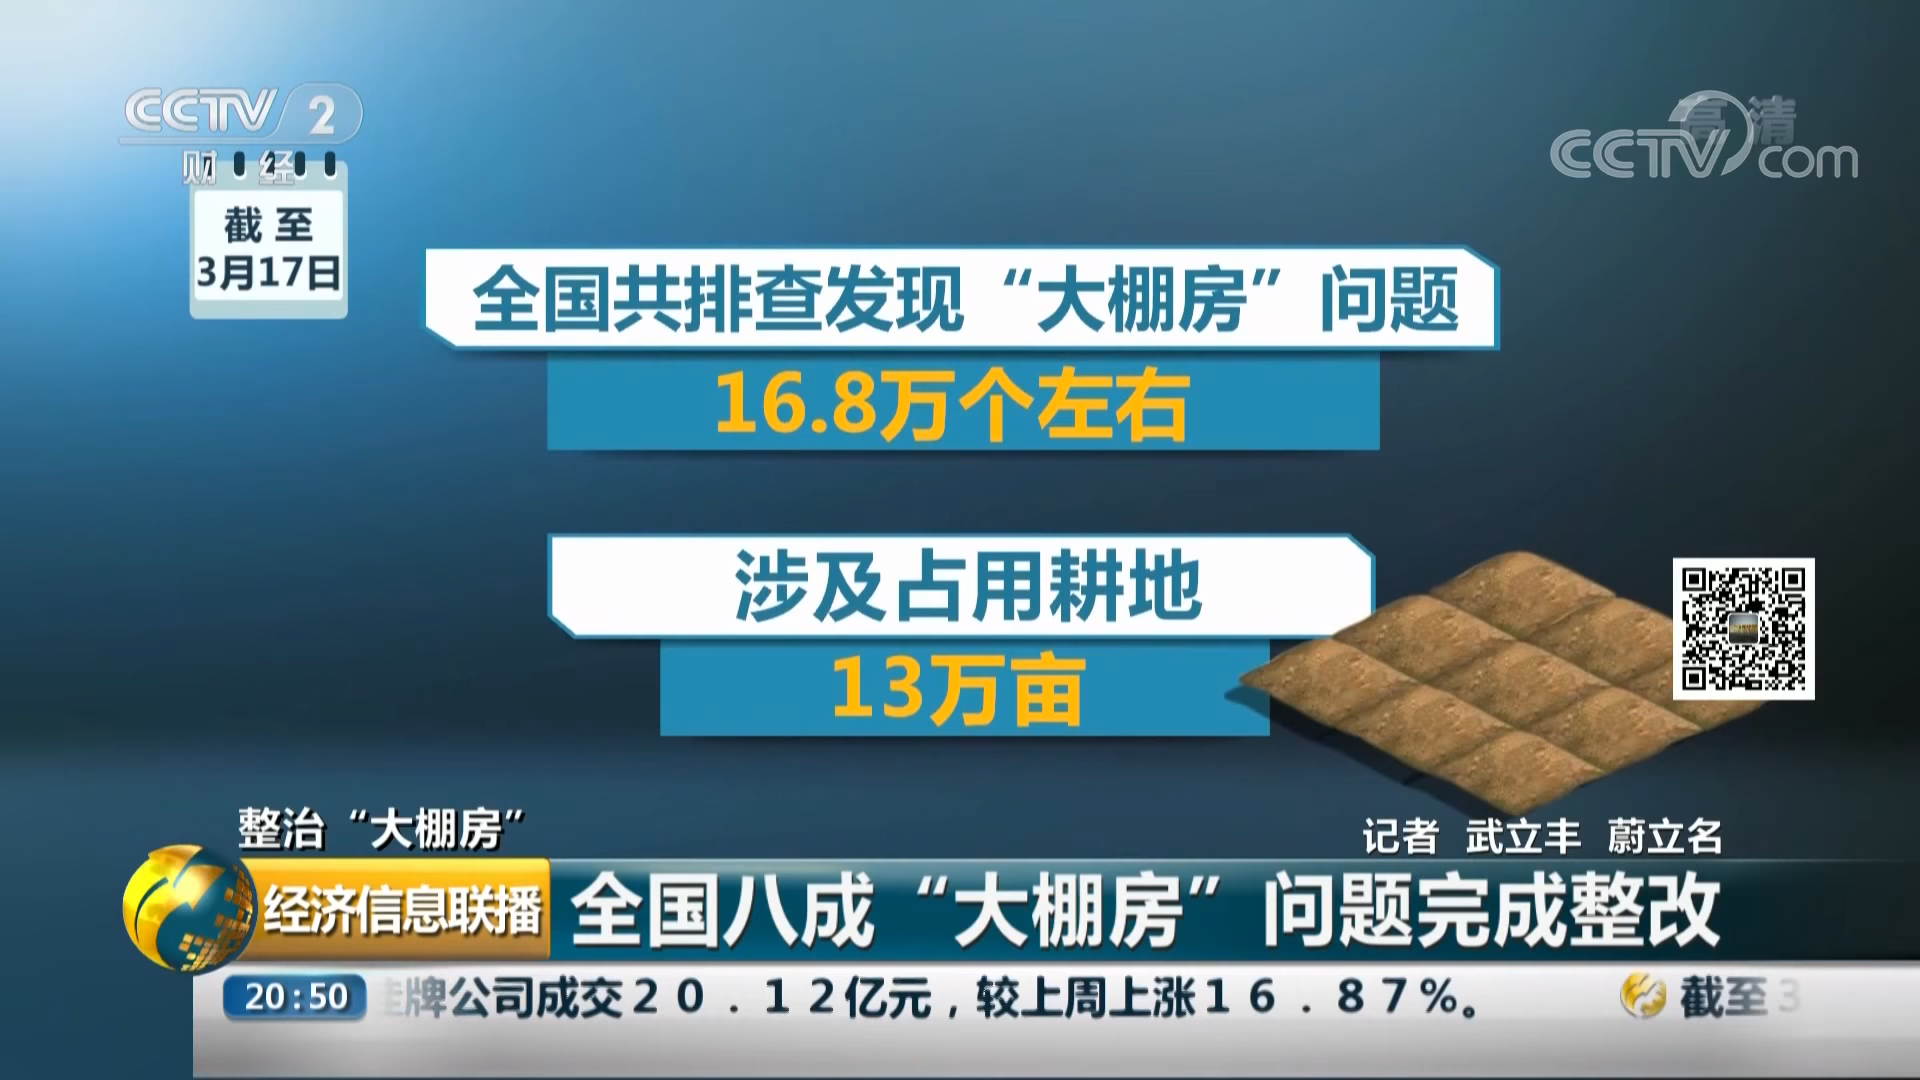 CCTV 2
财经
高清
CCTV com
截至
3月17日
全国共排查发现“大棚房”问题
16.8万个左右
涉及占用耕地
13万亩
整治“大棚房”
记者 武立丰 蔚立名
经济信息联播
全国八成“大棚房”问题完成整改
20:50
牌公司成交20.12亿元，较上周上涨16.87%。
截至3